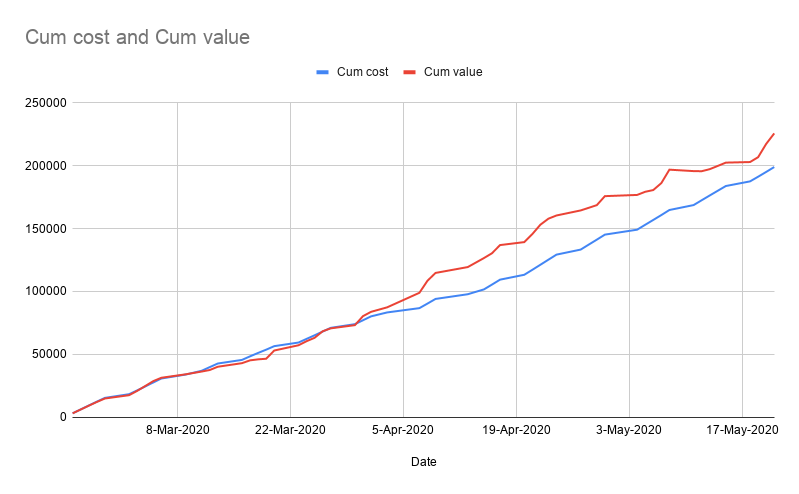 Cum cost and Cum value
Cum cost Cum value
250000
200000
150000
100000
50000
0
8-Mar-2020 22-Mar-2020 5-Apr-2020 19-Apr-2020 3-May-2020 17-May-2020
Date